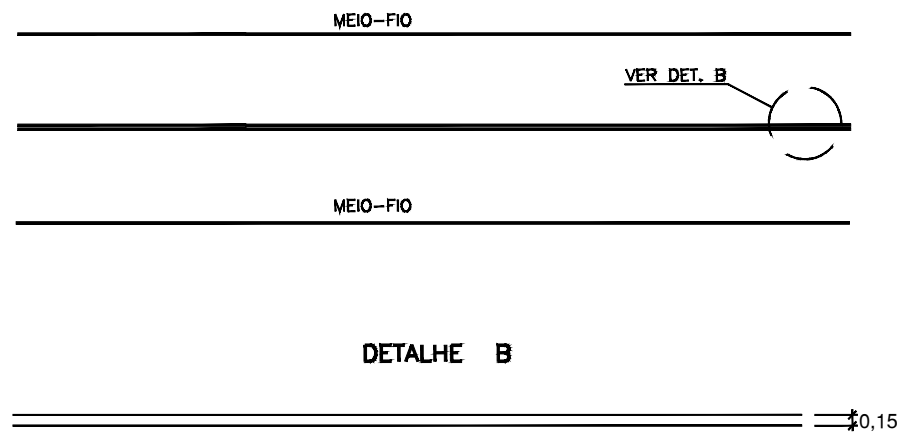 MEIO-FIO
VER DET. B
MEIO-FIO
DETALHE B
0,15